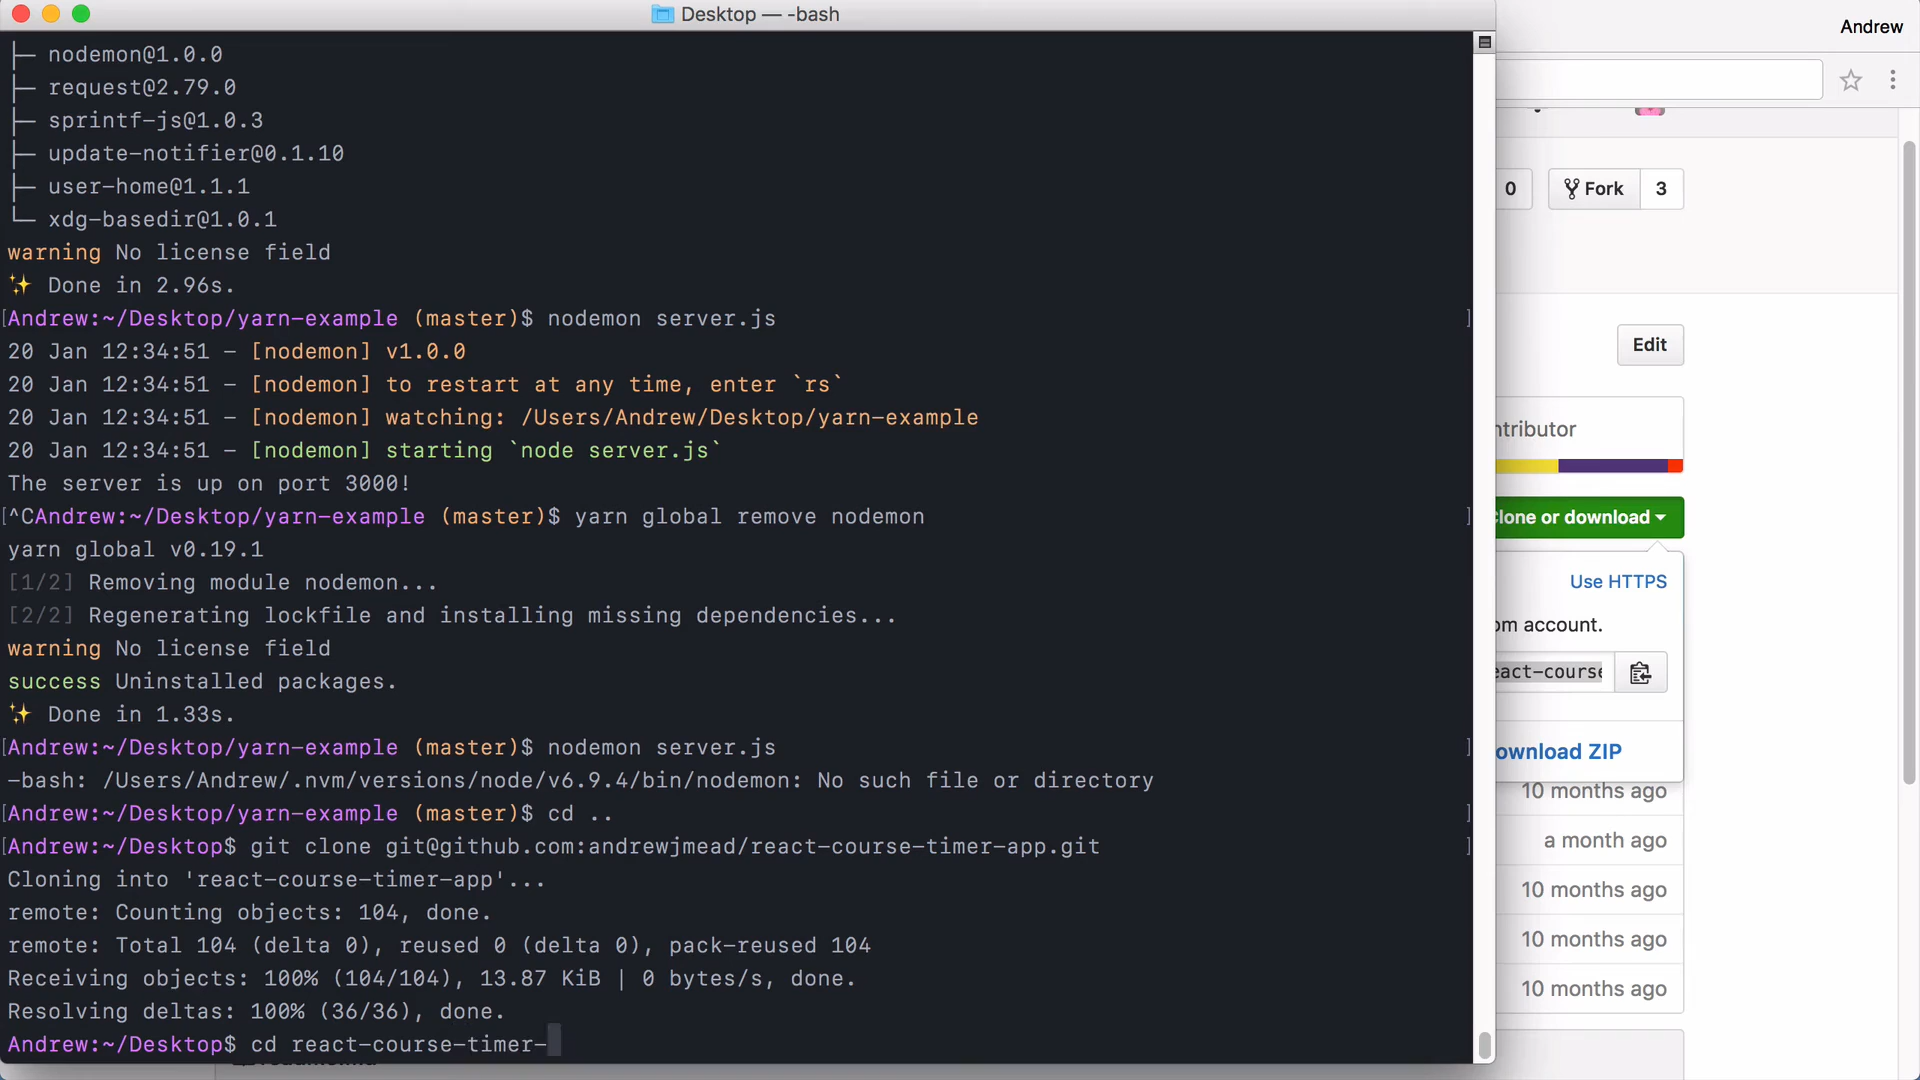 Desktop — -bash
├─ nodemon@1.0.0
├─ request@2.79.0
├─ sprintf-js@1.0.3
├─ update-notifier@0.1.10
├─ user-home@1.1.1
└─ xdg-basedir@1.0.1
warning No license field
✨ Done in 2.96s.
[Andrew:~/Desktop/yarn-example (master)$ nodemon server.js ]
20 Jan 12:34:51 - [nodemon] v1.0.0
20 Jan 12:34:51 - [nodemon] to restart at any time, enter `rs`
20 Jan 12:34:51 - [nodemon] watching: /Users/Andrew/Desktop/yarn-example
20 Jan 12:34:51 - [nodemon] starting `node server.js`
The server is up on port 3000!
[^CAndrew:~/Desktop/yarn-example (master)$ yarn global remove nodemon ]
yarn global v0.19.1
[1/2] Removing module nodemon...
[2/2] Regenerating lockfile and installing missing dependencies...
warning No license field
success Uninstalled packages.
✨ Done in 1.33s.
[Andrew:~/Desktop/yarn-example (master)$ nodemon server.js ]
-bash: /Users/Andrew/.nvm/versions/node/v6.9.4/bin/nodemon: No such file or directory
[Andrew:~/Desktop/yarn-example (master)$ cd .. ]
[Andrew:~/Desktop$ git clone git@github.com:andrewjmead/react-course-timer-app.git ]
Cloning into 'react-course-timer-app'...
remote: Counting objects: 104, done.
remote: Total 104 (delta 0), reused 0 (delta 0), pack-reused 104
Receiving objects: 100% (104/104), 13.87 KiB | 0 bytes/s, done.
Resolving deltas: 100% (36/36), done.
Andrew:~/Desktop$ cd react-course-timer-
Andrew
0 Fork 3
Edit
ntributor
Clone or download
Use HTTPS
om account.
eact-course
ownload ZIP
10 months ago
a month ago
10 months ago
10 months ago
10 months ago